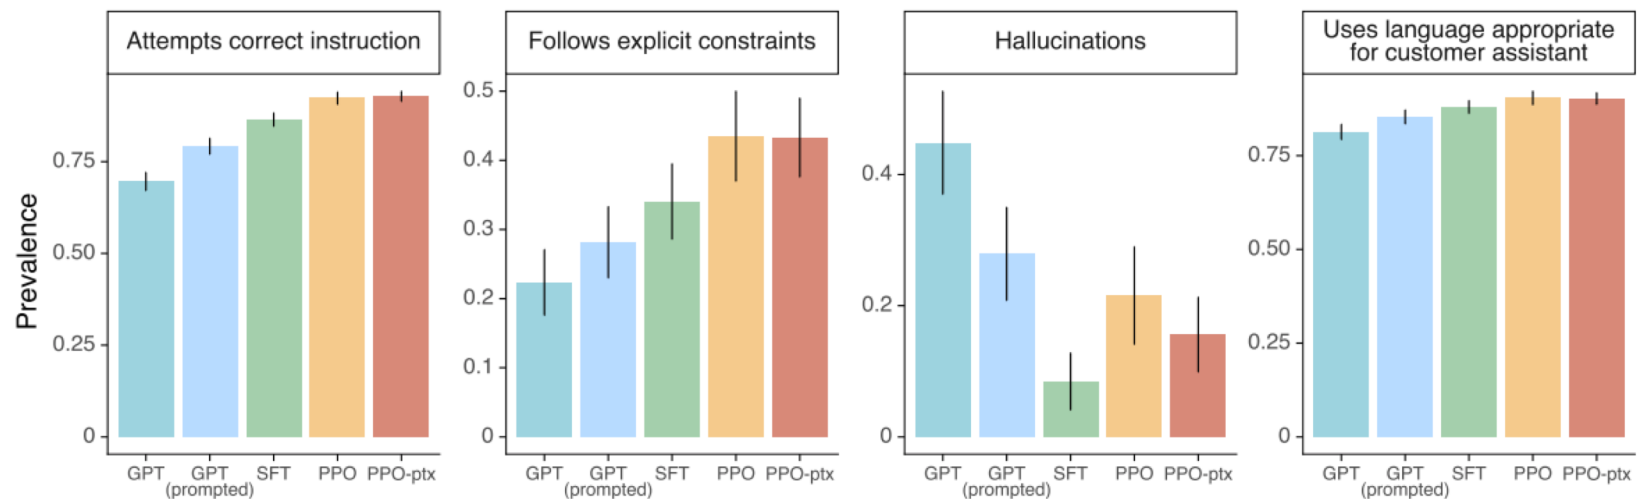 Attempts correct instruction
Follows explicit constraints
Hallucinations
Uses language appropriate
for customer assistant
Prevalence
0.75
0.50
0.25
0
GPT
GPT
(prompted)
SFT
PPO
PPO-ptx
0.5
0.4
0.3
0.2
0.1
0
GPT
GPT
(prompted)
SFT
PPO
PPO-ptx
0.4
0.2
0
GPT
GPT
(prompted)
SFT
PPO
PPO-ptx
0.75
0.50
0.25
0
GPT
GPT
(prompted)
SFT
PPO
PPO-ptx